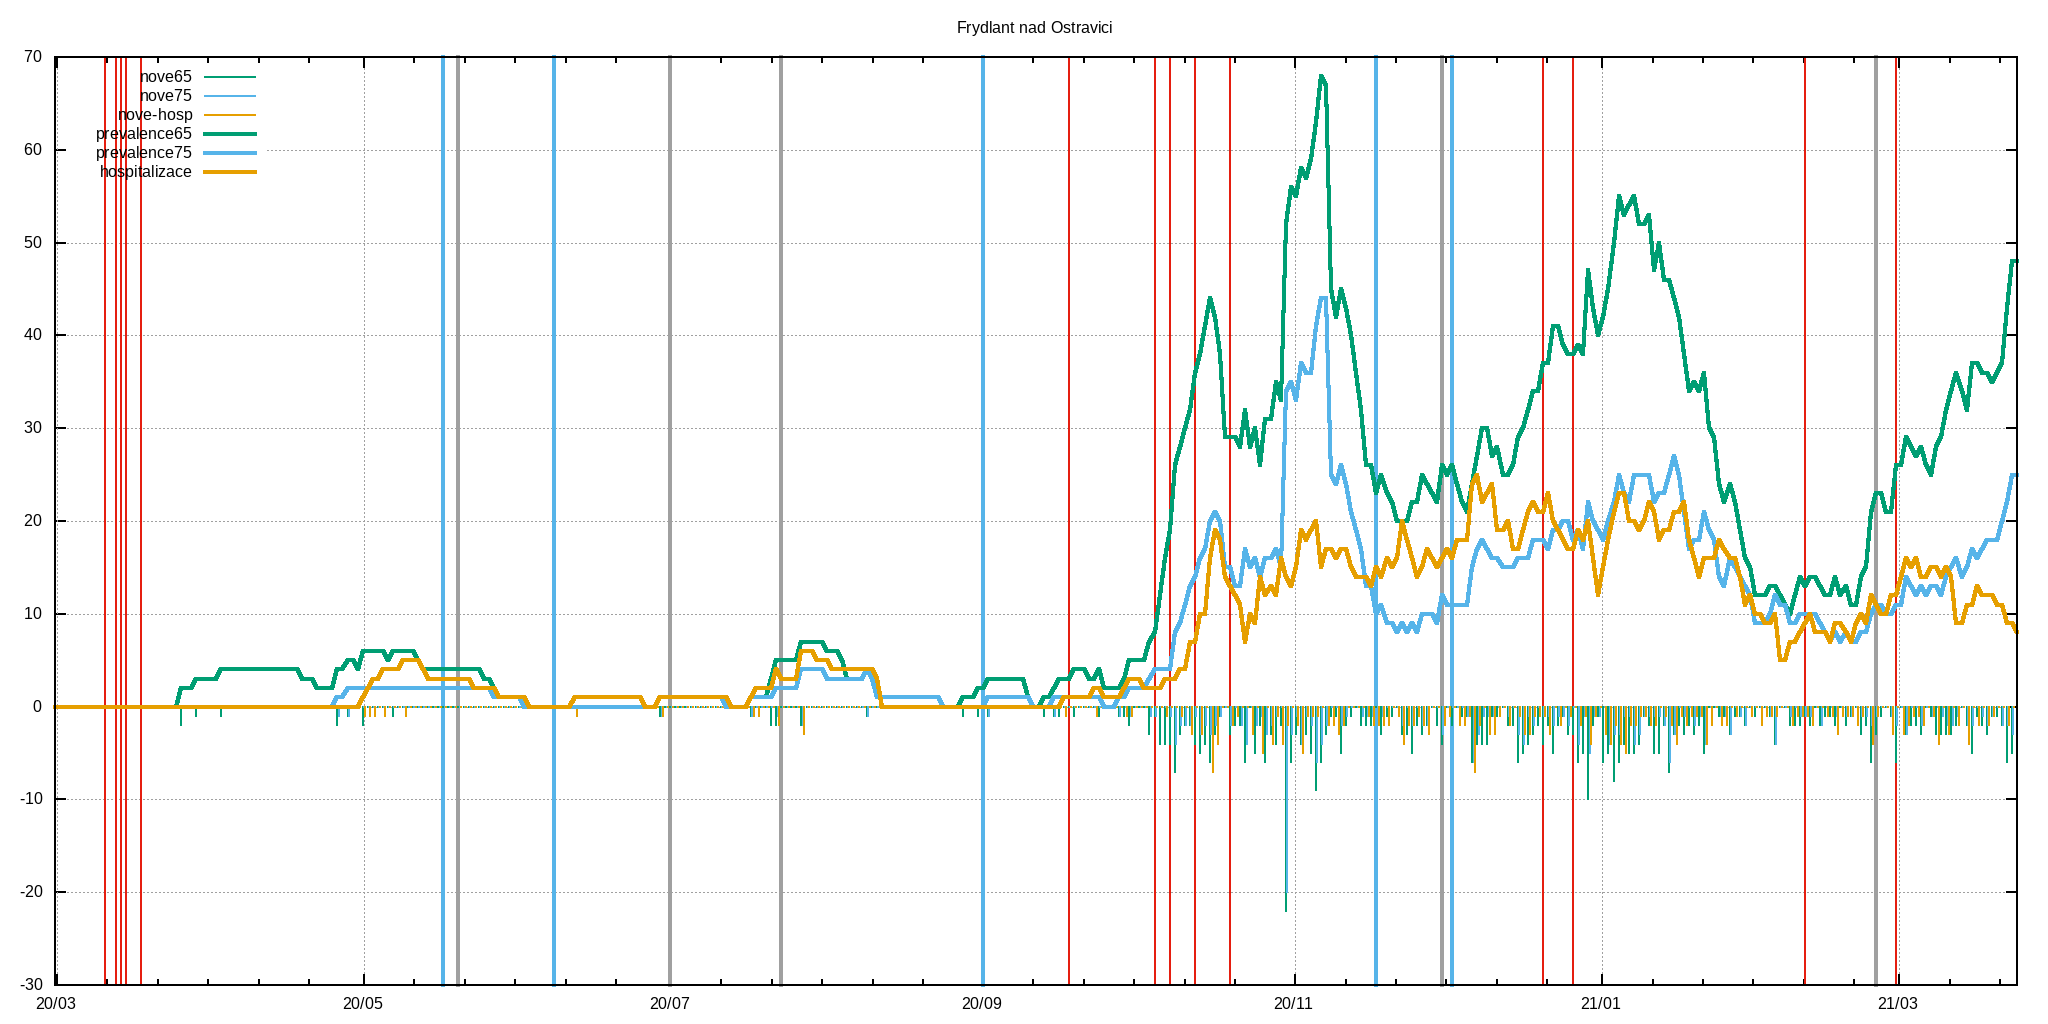 Frydlant nad Ostravici
70
60
50
40
30
20
10
0
-10
-20
-30
nove65
nove75
nove-hosp
prevalence65
prevalence75
hospitalizace
20/03 20/05 20/07 20/09 20/11 21/01 21/03